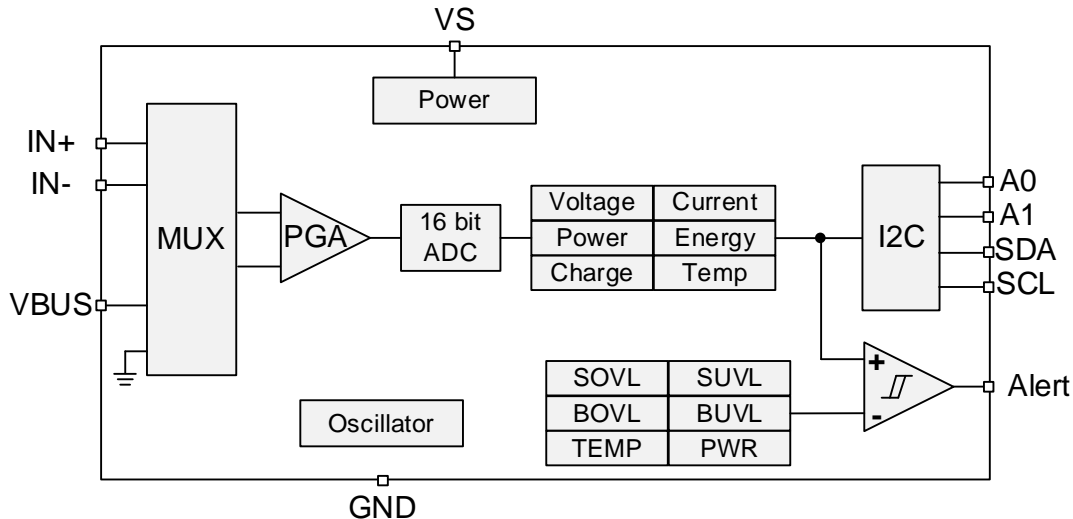 VS
Power
IN+
IN-
MUX
PGA
16 bit
ADC
Voltage Current
Power Energy
Charge Temp
I2C
A0
A1
SDA
SCL
VBUS
+
-
Alert
SOVL SUVL
BOVL BUVL
TEMP PWR
Oscillator
GND